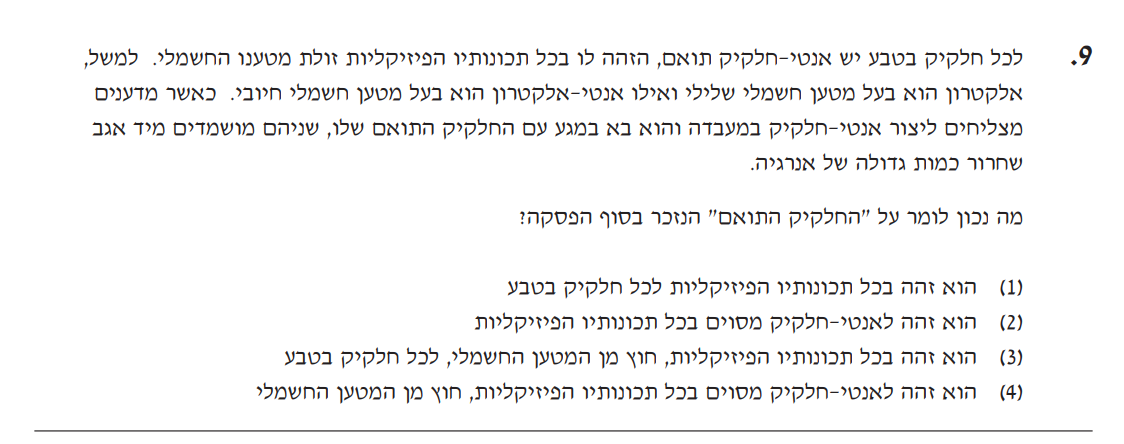 9. לכל חלקיק בטבע יש אנטי-חלקיק תואם, הזהה לו בכל תכונותיו הפיזיקליות זולת מטענו החשמלי. למשל,
אלקטרון הוא בעל מטען חשמלי שלילי ואילו אנטי-אלקטרון הוא בעל מטען חשמלי חיובי. כאשר מדענים
מצליחים ליצור אנטי-חלקיק במעבדה והוא בא במגע עם החלקיק התואם שלו, שניהם מושמדים מיד אגב
שחרור כמות גדולה של אנרגיה.
מה נכון לומר על "החלקיק התואם" הנזכר בסוף הפסקה?
(1) הוא זהה בכל תכונותיו הפיזיקליות לכל חלקיק בטבע
(2) הוא זהה לאנטי-חלקיק מסוים בכל תכונותיו הפיזיקליות
(3) הוא זהה בכל תכונותיו הפיזיקליות, חוץ מן המטען החשמלי, לכל חלקיק בטבע
(4) הוא זהה לאנטי-חלקיק מסוים בכל תכונותיו הפיזיקליות, חוץ מן המטען החשמלי